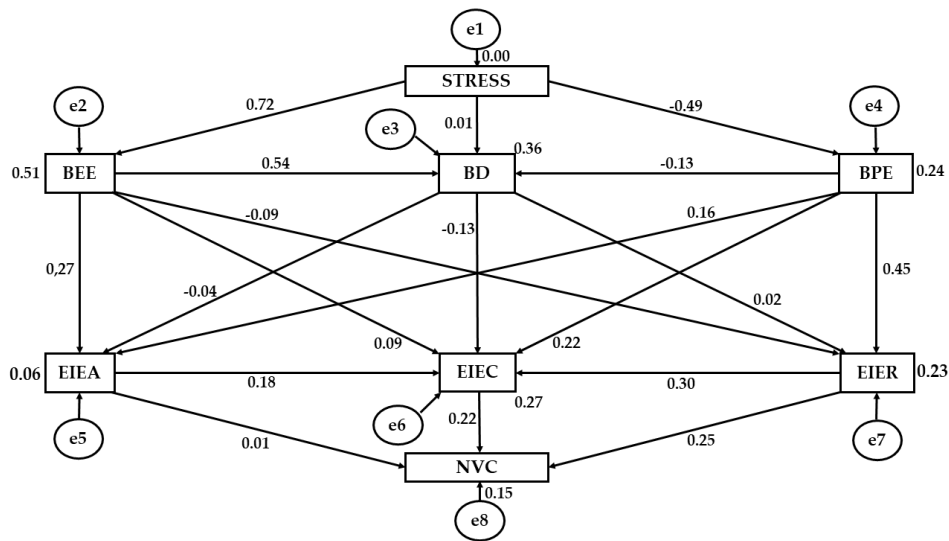 e1
0.00
STRESS
e2
0.72
e3
0.01
-0.49
e4
0.51
BEE
0.54
BD
0.36
-0.13
BPE
0.24
-0.09
-0.13
0.16
0,27
-0.04
0.02
0.45
0.06
EIEA
0.09
0.18
EIEC
0.22
0.27
0.30
EIER
0.23
e5
0.01
e6
0.22
0.25
e7
NVC
0.15
e8